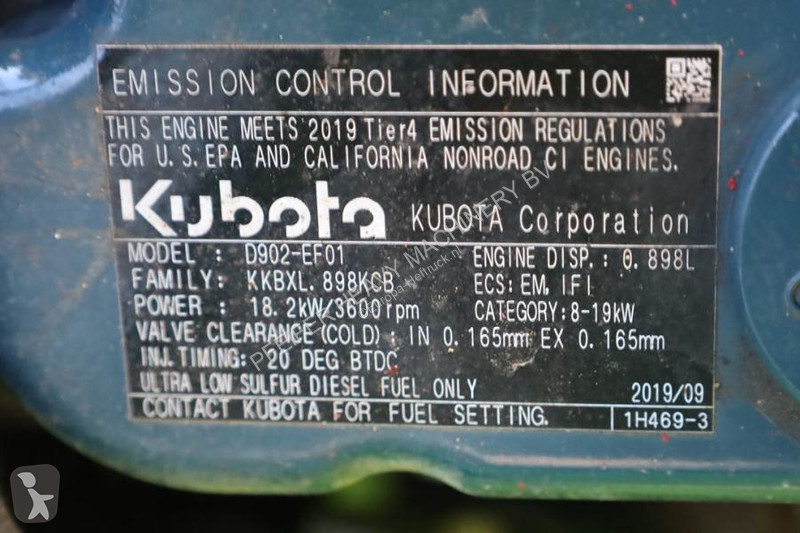 EMISSION CONTROL INFORMATION
THIS ENGINE MEETS 2019 Tier4 EMISSION REGULATIONS
FOR U.S.EPA AND CALIFORNIA NONROAD CI ENGINES.
Kubota KUBOTA Corporation
MODEL : D902-EF01 ENGINE DISP.: 0.898L
FAMILY: KKBXL.898KCB ECS:EM,IFI
POWER : 18.2kW/3600rpm CATEGORY:8-19kW
VALVE CLEARANCE(COLD): IN 0.165mm EX 0.165mm
INJ.TIMING: 20 DEG BTDC
ULTRA LOW SULFUR DIESEL FUEL ONLY 2019/09
CONTACT KUBOTA FOR FUEL SETTING. 1H469-3